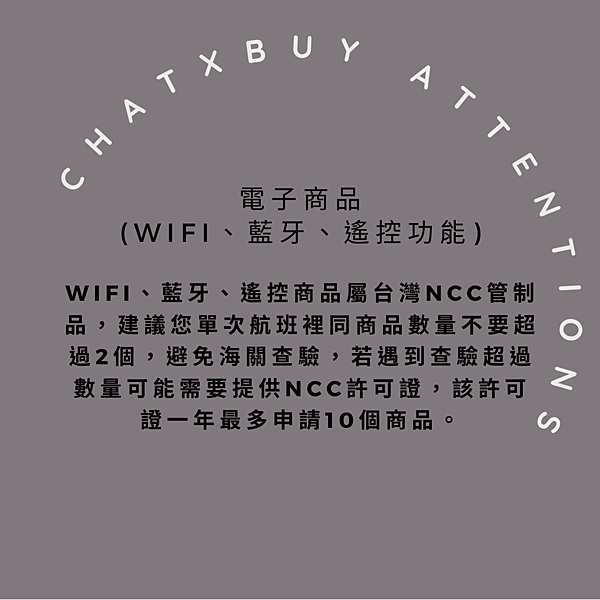 CHATXBUY ATTENTIONS
電子商品
(WIFI、藍牙、遙控功能)
WIFI、藍牙、遙控商品屬台灣NCC管制
品，建議您單次航班裡同商品數量不要超
過2個，避免海關查驗，若遇到查驗超過
數量可能需要提供NCC許可證，該許可
證一年最多申請10個商品。